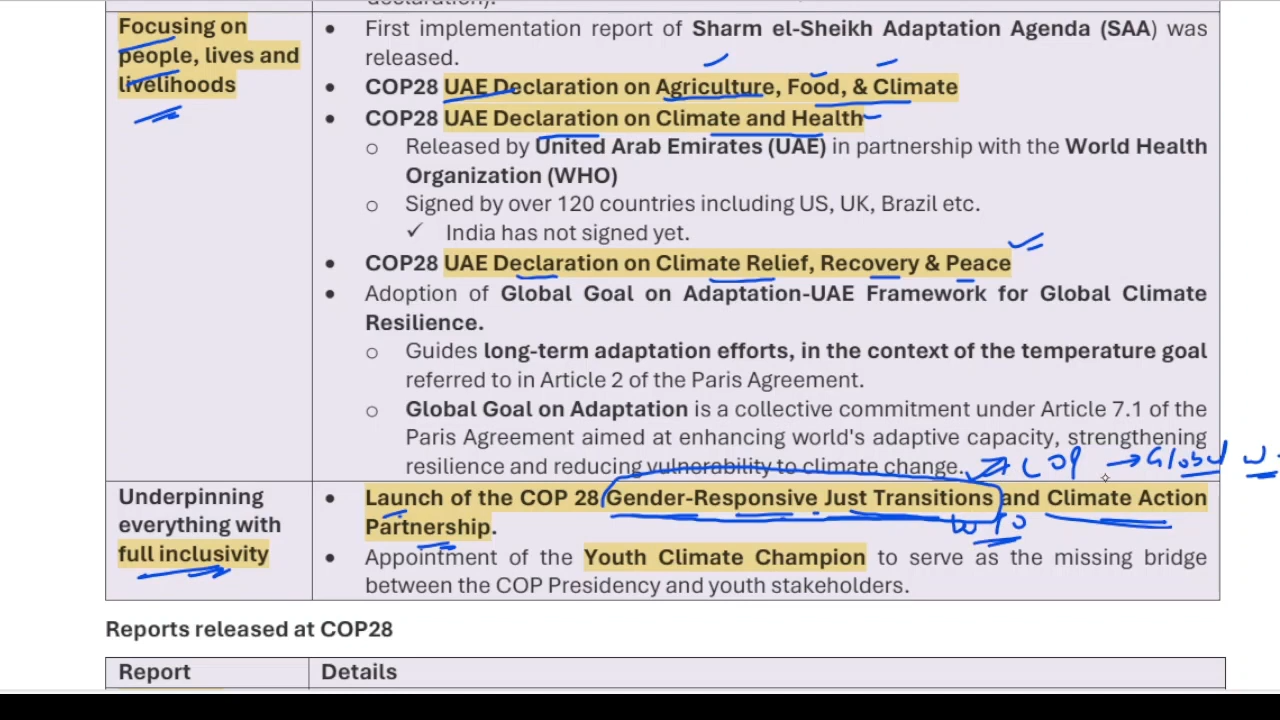 Focusing on
people, lives and
livelihoods
• First implementation report of Sharm el-Sheikh Adaptation Agenda (SAA) was
released.
• COP28 UAE Declaration on Agriculture, Food, & Climate
• COP28 UAE Declaration on Climate and Health
o Released by United Arab Emirates (UAE) in partnership with the World Health
Organization (WHO)
o Signed by over 120 countries including US, UK, Brazil etc.
✓ India has not signed yet.
• COP28 UAE Declaration on Climate Relief, Recovery & Peace
• Adoption of Global Goal on Adaptation-UAE Framework for Global Climate
Resilience.
o Guides long-term adaptation efforts, in the context of the temperature goal
referred to in Article 2 of the Paris Agreement.
o Global Goal on Adaptation is a collective commitment under Article 7.1 of the
Paris Agreement aimed at enhancing world's adaptive capacity, strengthening
resilience and reducing vulnerability to climate change.
COP → Global
Underpinning
everything with
full inclusivity
• Launch of the COP 28 Gender-Responsive Just Transitions and Climate Action
Partnership.
• Appointment of the Youth Climate Champion to serve as the missing bridge
between the COP Presidency and youth stakeholders.
Reports released at COP28
Report Details